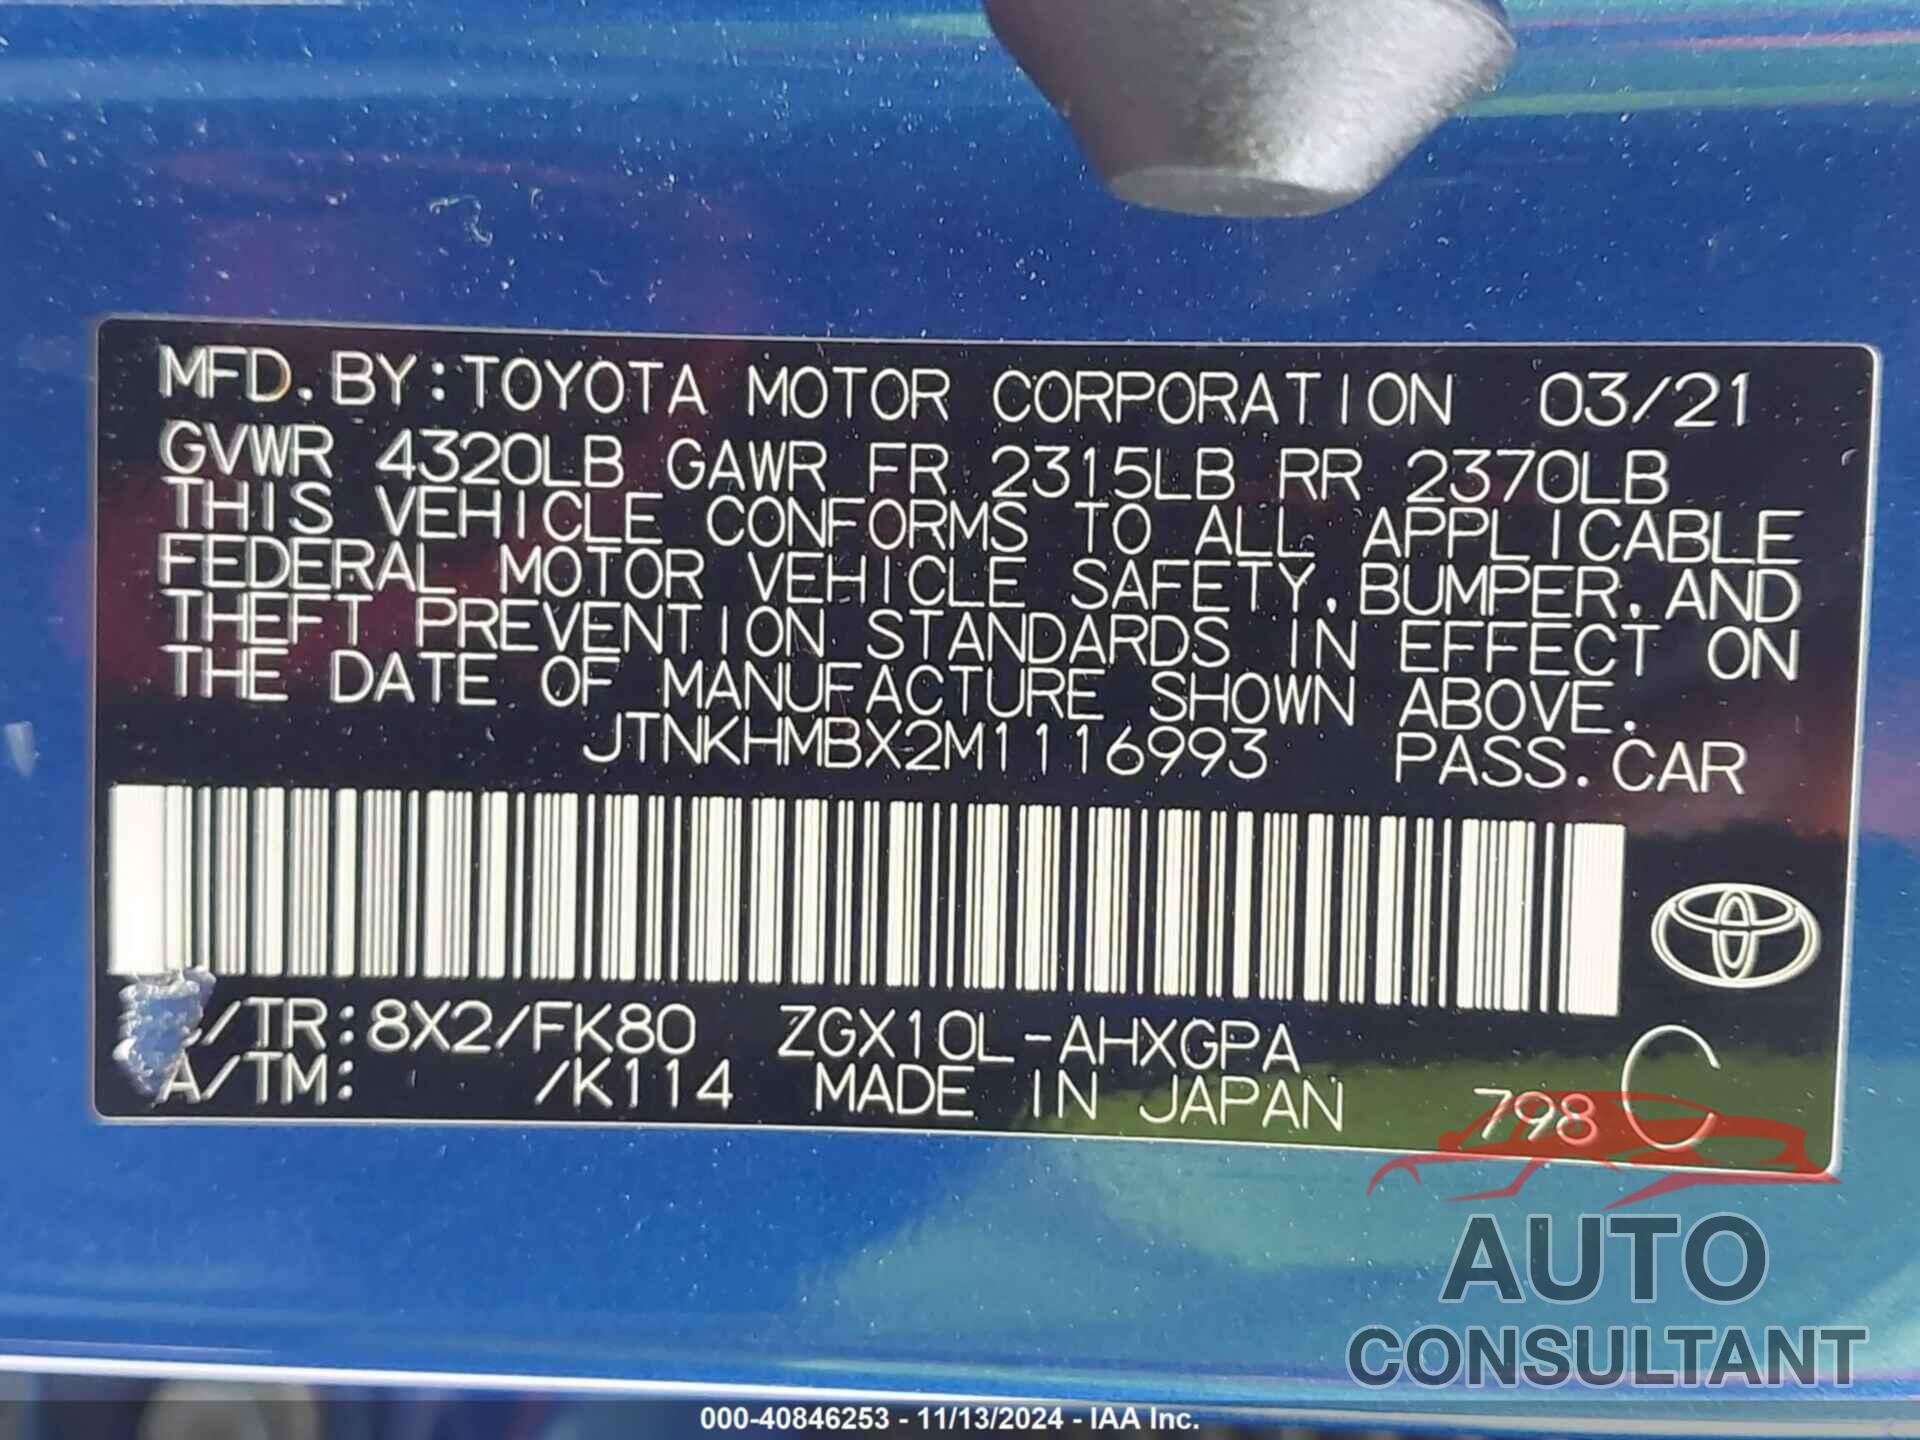 MFD. BY: TOYOTA MOTOR CORPORATION 03/21
GVWR 4320LB GAWR FR 2315LB RR 2370LB
THIS VEHICLE CONFORMS TO ALL APPLICABLE
FEDERAL MOTOR VEHICLE SAFETY, BUMPER, AND
THEFT PREVENTION STANDARDS IN EFFECT ON
THE DATE OF MANUFACTURE SHOWN ABOVE.
JTNKHMBX2M1116993 PASS. CAR
/TR: 8X2/FK80 ZGX10L-AHXGPA C
A/TM: /K114 MADE IN JAPAN 798
AUTO
CONSULTANT
000-40846253 - 11/13/2024 - IAA Inc.